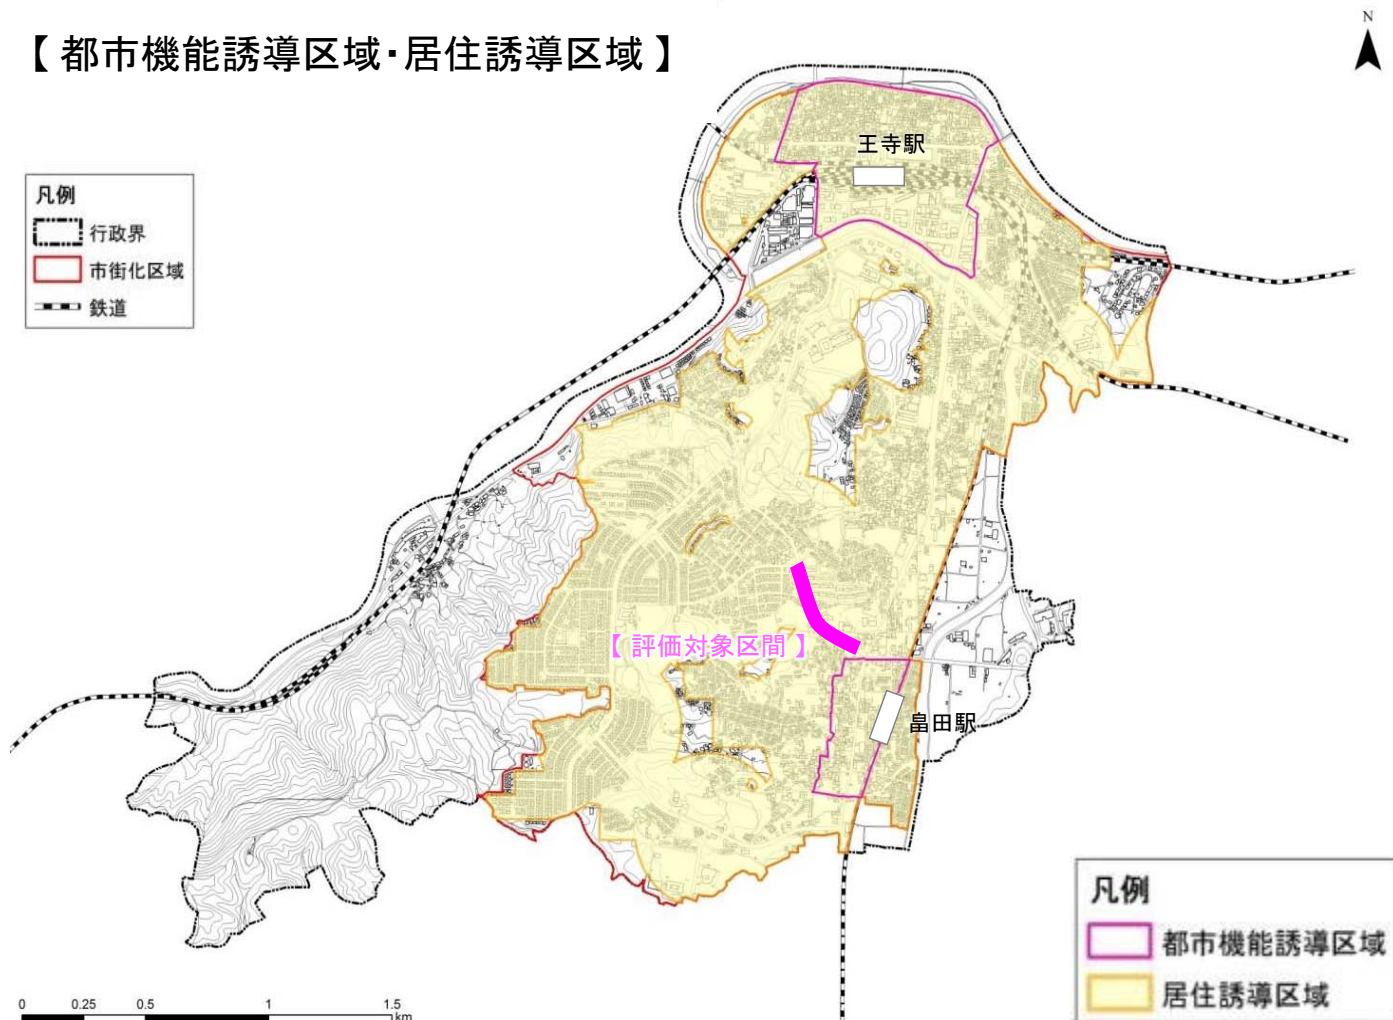 【 都市機能誘導区域・居住誘導区域 】
N
凡例
行政界
市街化区域
鉄道
王寺駅
【 評価対象区間 】
畠田駅
凡例
都市機能誘導区域
居住誘導区域
0 0.25 0.5 1 1.5
km